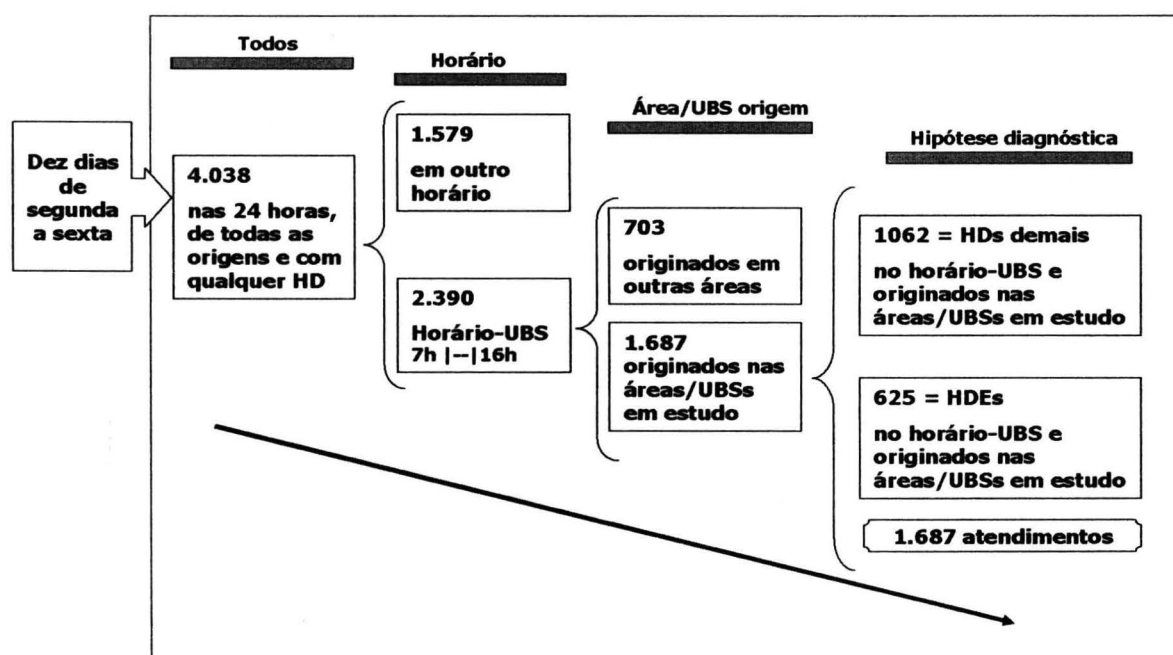 Todos
Horário
Área/UBS origem
Hipótese diagnóstica
Dez dias
de
segunda
a sexta
4.038
nas 24 horas,
de todas as
origens e com
qualquer HD
1.579
em outro
horário
2.390
Horário-UBS
7h |--|16h
703
originados em
outras áreas
1.687
originados nas
áreas/UBSs
em estudo
1062 = HDs demais
no horário-UBS e
originados nas
áreas/UBSs em estudo
625 = HDEs
no horário-UBS e
originados nas
áreas/UBSs em estudo
1.687 atendimentos